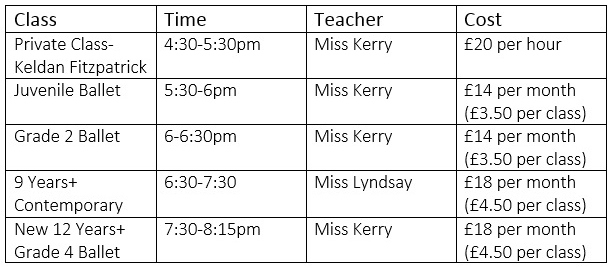 Class Time Teacher Cost
Private Class- 4:30-5:30pm Miss Kerry £20 per hour
Keldan Fitzpatrick
Juvenile Ballet 5:30-6pm Miss Kerry £14 per month
(£3.50 per class)
Grade 2 Ballet 6-6:30pm Miss Kerry £14 per month
(£3.50 per class)
9 Years+ 6:30-7:30 Miss Lyndsay £18 per month
Contemporary (£4.50 per class)
New 12 Years+ 7:30-8:15pm Miss Kerry £18 per month
Grade 4 Ballet (£4.50 per class)